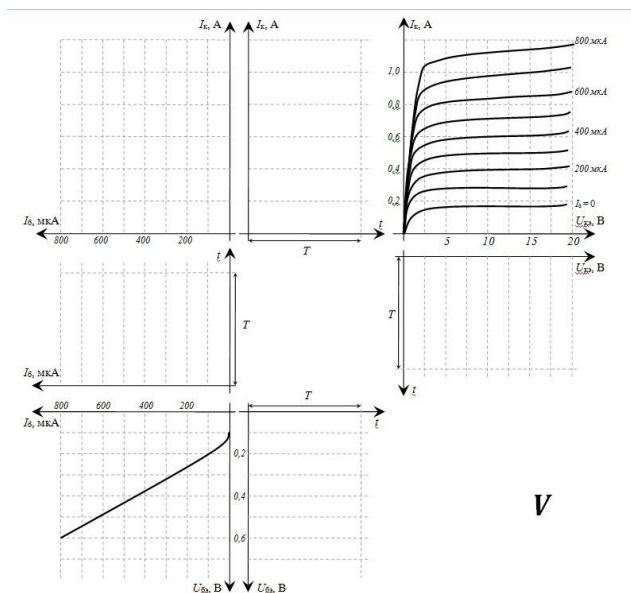 Iк, А
Iк, А
Iк, А
800 мкА
1,0
600 мкА
0,8
0,6
400 мкА
0,4
200 мкА
0,2
Iб = 0
Iб, мкА
t
Uкэ, В
800
600
400
200
T
5
10
15
20
t
Uкэ, В
T
T
Iб, мкА
t
T
800
600
400
200
Iб, мкА
t
0,2
0,4
V
0,6
Uбэ, В
Uбэ, В